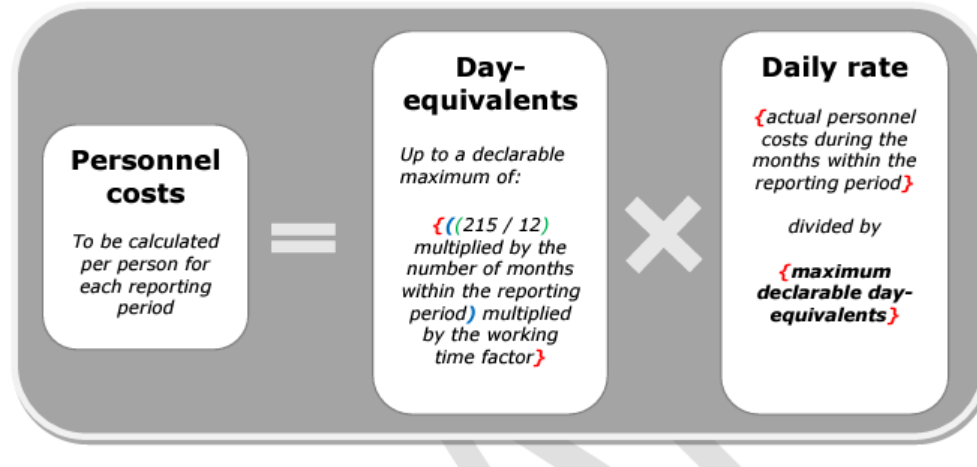 Personnel
costs
To be calculated
per person for
each reporting
period
=
Day-
equivalents
Up to a declarable
maximum of:
{((215 / 12)
multiplied by the
number of months
within the reporting
period) multiplied
by the working
time factor}
×
Daily rate
{actual personnel
costs during the
months within the
reporting period}
divided by
{maximum
declarable day-
equivalents}